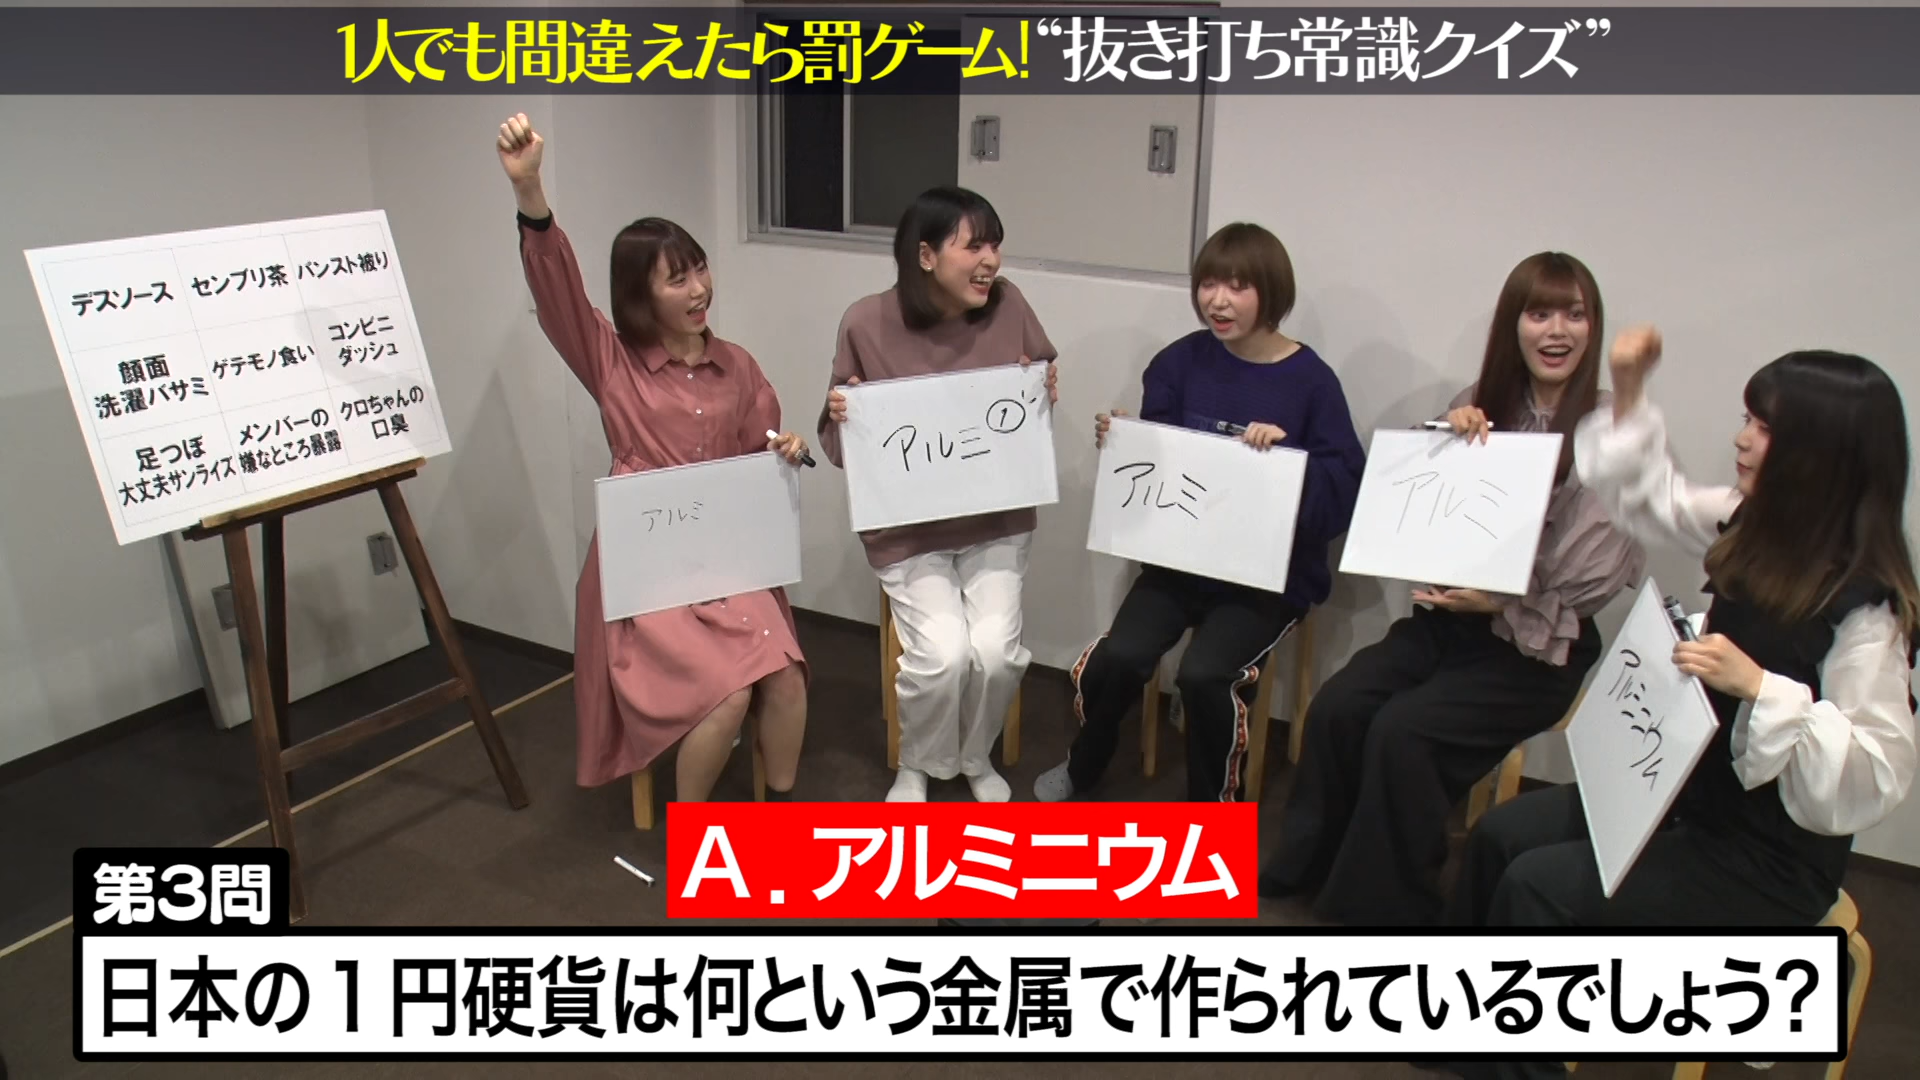 1人でも間違えたら罰ゲーム!“抜き打ち常識クイズ”
デスソース
センブリ茶
パンスト被り
顔面
洗濯バサミ
ゲテモノ食い
コンビニ
ダッシュ
足つぼ
大丈夫サンライズ
メンバーの
嫌なところ暴露
クロちゃんの
口臭
アルミ
アルミ 1
アルミ
アルミ
アルミニウム
A.アルミニウム
第3問
日本の1円硬貨は何という金属で作られているでしょう?